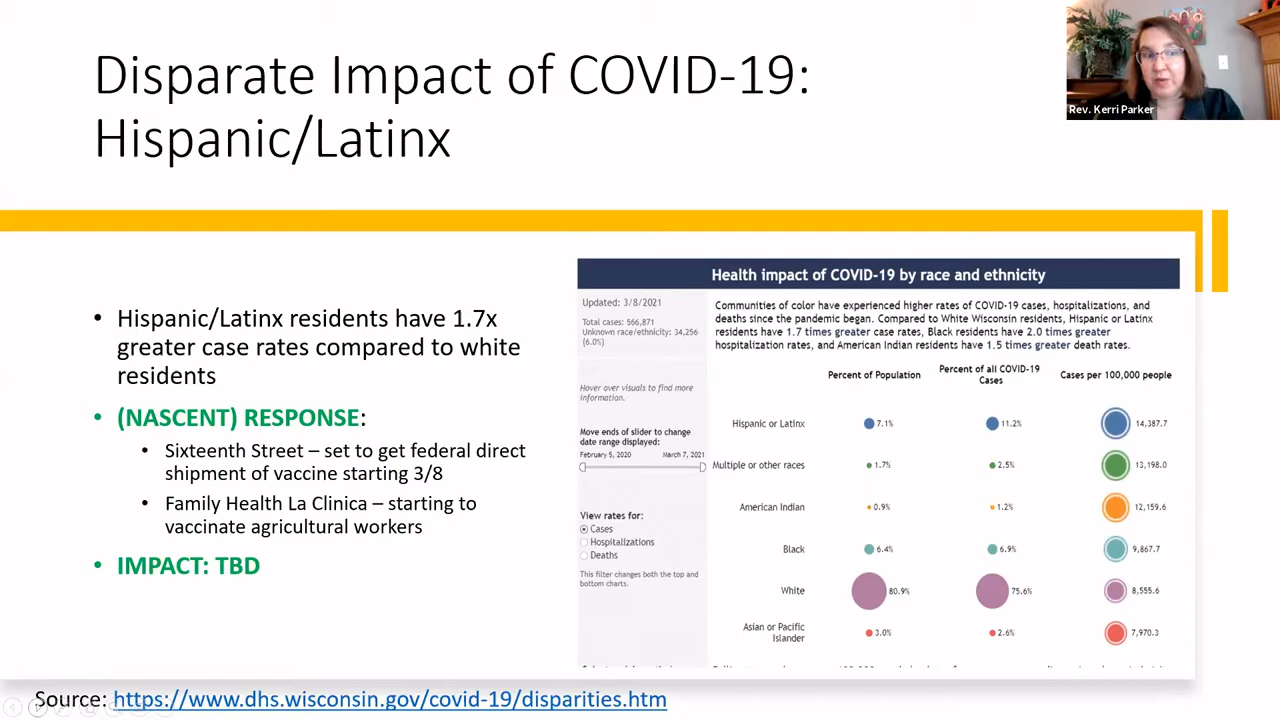 Disparate Impact of COVID-19:
Hispanic/Latinx
Rev. Kerri Parker
• Hispanic/Latinx residents have 1.7x
greater case rates compared to white
residents
• (NASCENT) RESPONSE:
• Sixteenth Street – set to get federal direct
shipment of vaccine starting 3/8
• Family Health La Clinica – starting to
vaccinate agricultural workers
• IMPACT: TBD
Health impact of COVID-19 by race and ethnicity
Updated: 3/8/2021
Total cases: 566,871
Unknown race/ethnicity: 34,256
(6.0%)
Hover over visuals to find more
information.
Move ends of slider to change
date range displayed:
February 5, 2020 March 7, 2021
View rates for:
Cases
Hospitalizations
Deaths
This filter changes both the top and
bottom charts.
Communities of color have experienced higher rates of COVID-19 cases, hospitalizations, and
deaths since the pandemic began. Compared to White Wisconsin residents, Hispanic or Latinx
residents have 1.7 times greater case rates, Black residents have 2.0 times greater
hospitalization rates, and American Indian residents have 1.5 times greater death rates.
Percent of Population
Percent of all COVID-19
Cases
Cases per 100,000 people
Hispanic or Latinx 7.1% 11.2% 14,387.7
Multiple or other races 1.7% 2.5% 13,198.0
American Indian 0.9% 1.2% 12,159.6
Black 6.4% 6.9% 9,867.7
White 80.9% 75.6% 8,555.6
Asian or Pacific
Islander 3.0% 2.6% 7,970.3
Source: https://www.dhs.wisconsin.gov/covid-19/disparities.htm